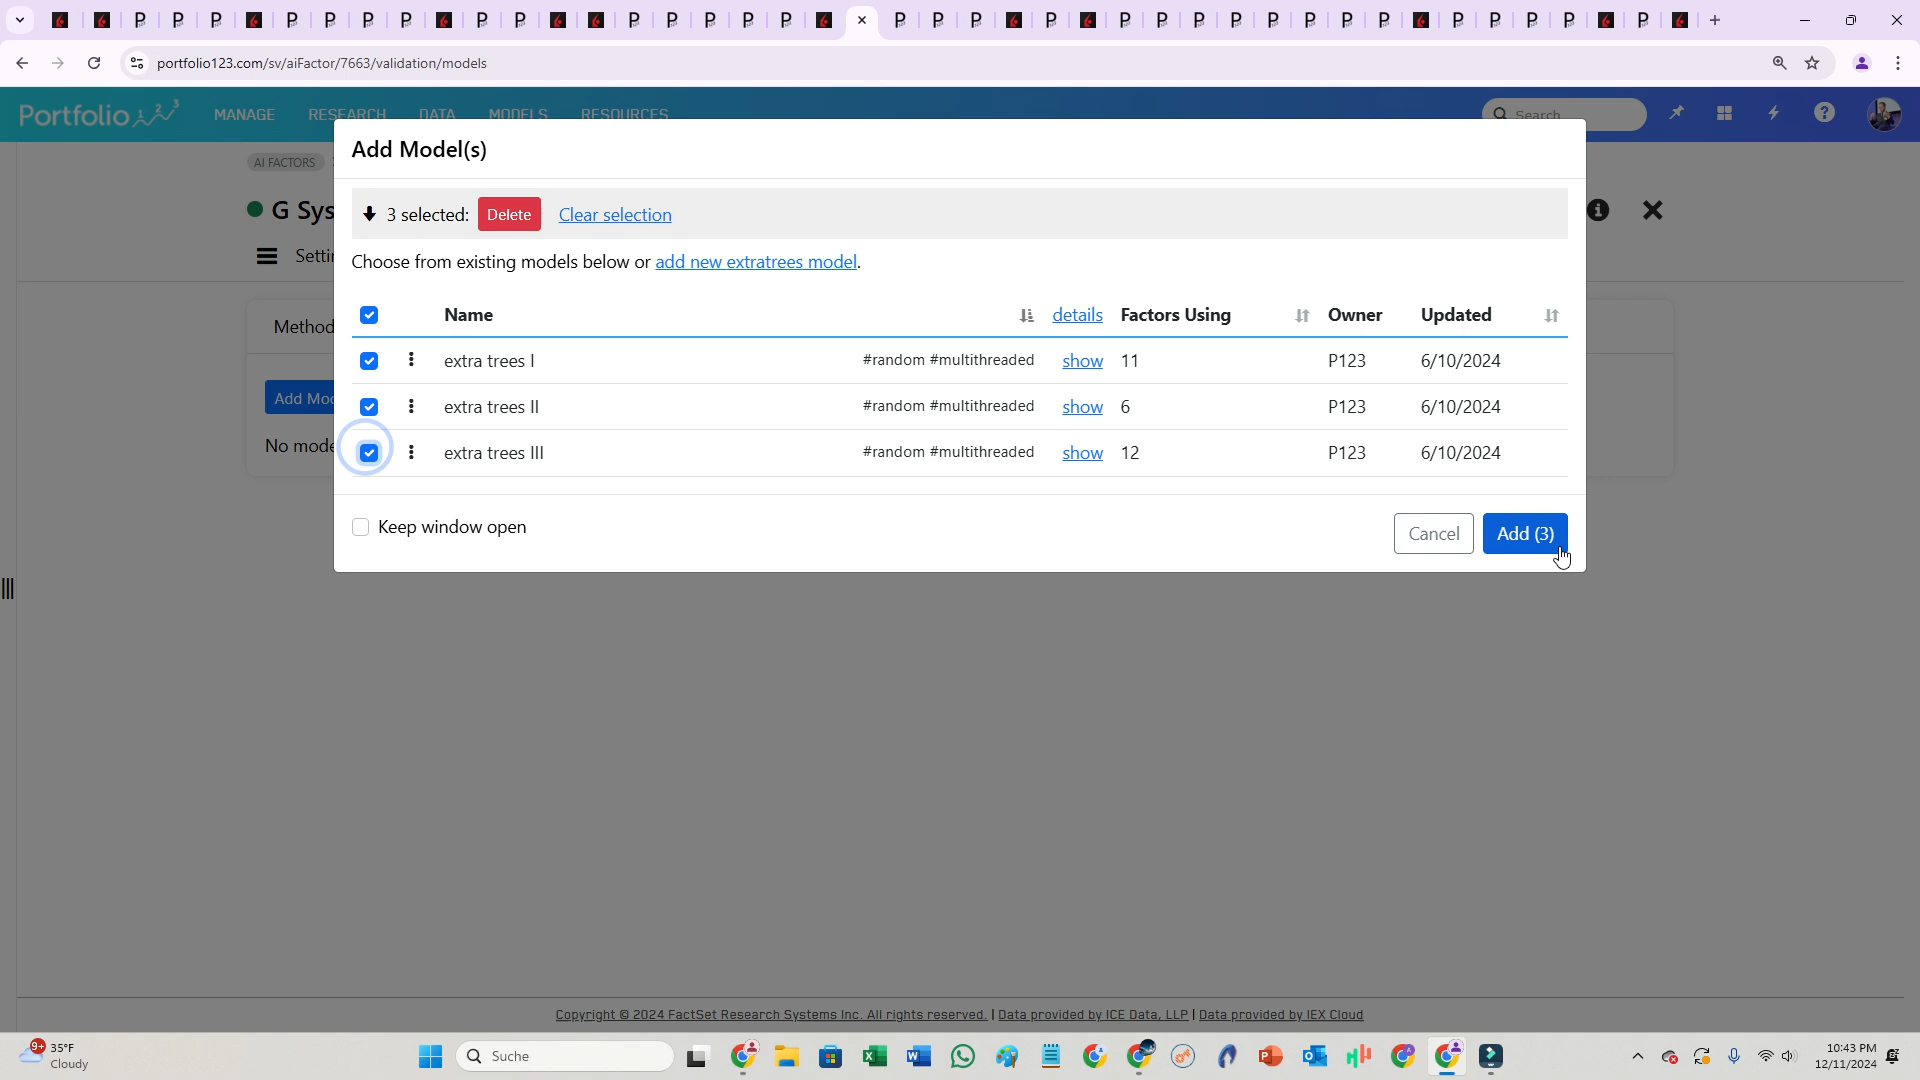 portfolio123.com/sv/aiFactor/7663/validation/models
Portfolio123
MANAGE RESEARCH DATA MODELS RESOURCES
Search
AI FACTORS
G Sys
Settin
Method
Add Mod
No mode
Add Model(s)
3 selected: Delete Clear selection
Choose from existing models below or add new extratrees model.
Name details Factors Using Owner Updated
extra trees I #random #multithreaded show 11 P123 6/10/2024
extra trees II #random #multithreaded show 6 P123 6/10/2024
extra trees III #random #multithreaded show 12 P123 6/10/2024
Keep window open
Cancel Add (3)
Copyright © 2024 FactSet Research Systems Inc. All rights reserved. | Data provided by ICE Data, LLP | Data provided by IEX Cloud
9+
35°F
Cloudy
Suche
10:43 PM
12/11/2024